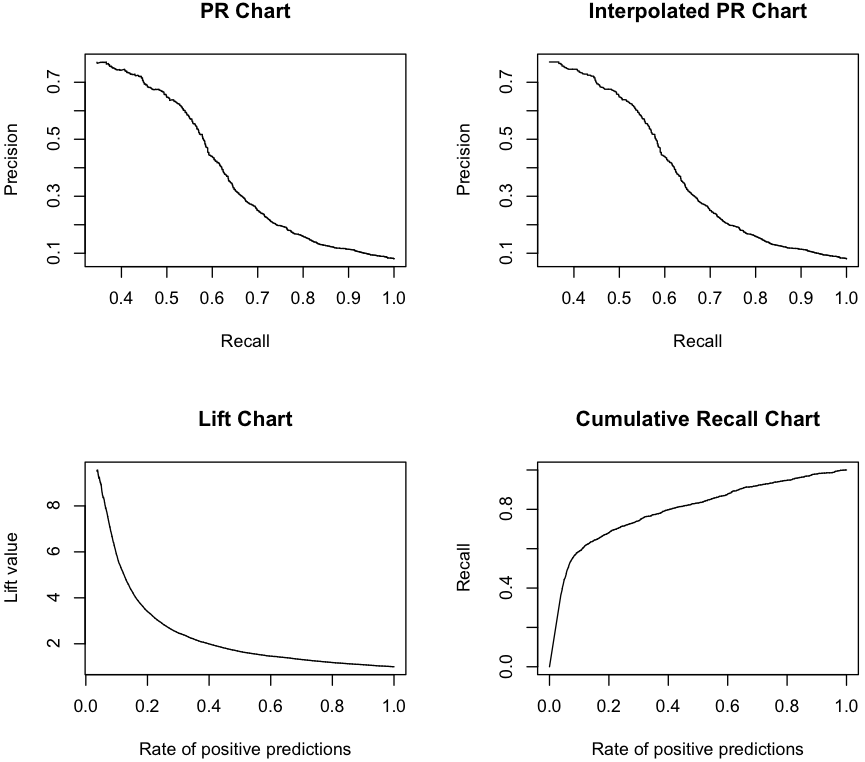 PR Chart
Precision
0.1 0.3 0.5 0.7
0.4 0.5 0.6 0.7 0.8 0.9 1.0
Recall
Interpolated PR Chart
Precision
0.1 0.3 0.5 0.7
0.4 0.5 0.6 0.7 0.8 0.9 1.0
Recall
Lift Chart
Lift value
2 4 6 8
0.0 0.2 0.4 0.6 0.8 1.0
Rate of positive predictions
Cumulative Recall Chart
Recall
0.0 0.4 0.8
0.0 0.2 0.4 0.6 0.8 1.0
Rate of positive predictions